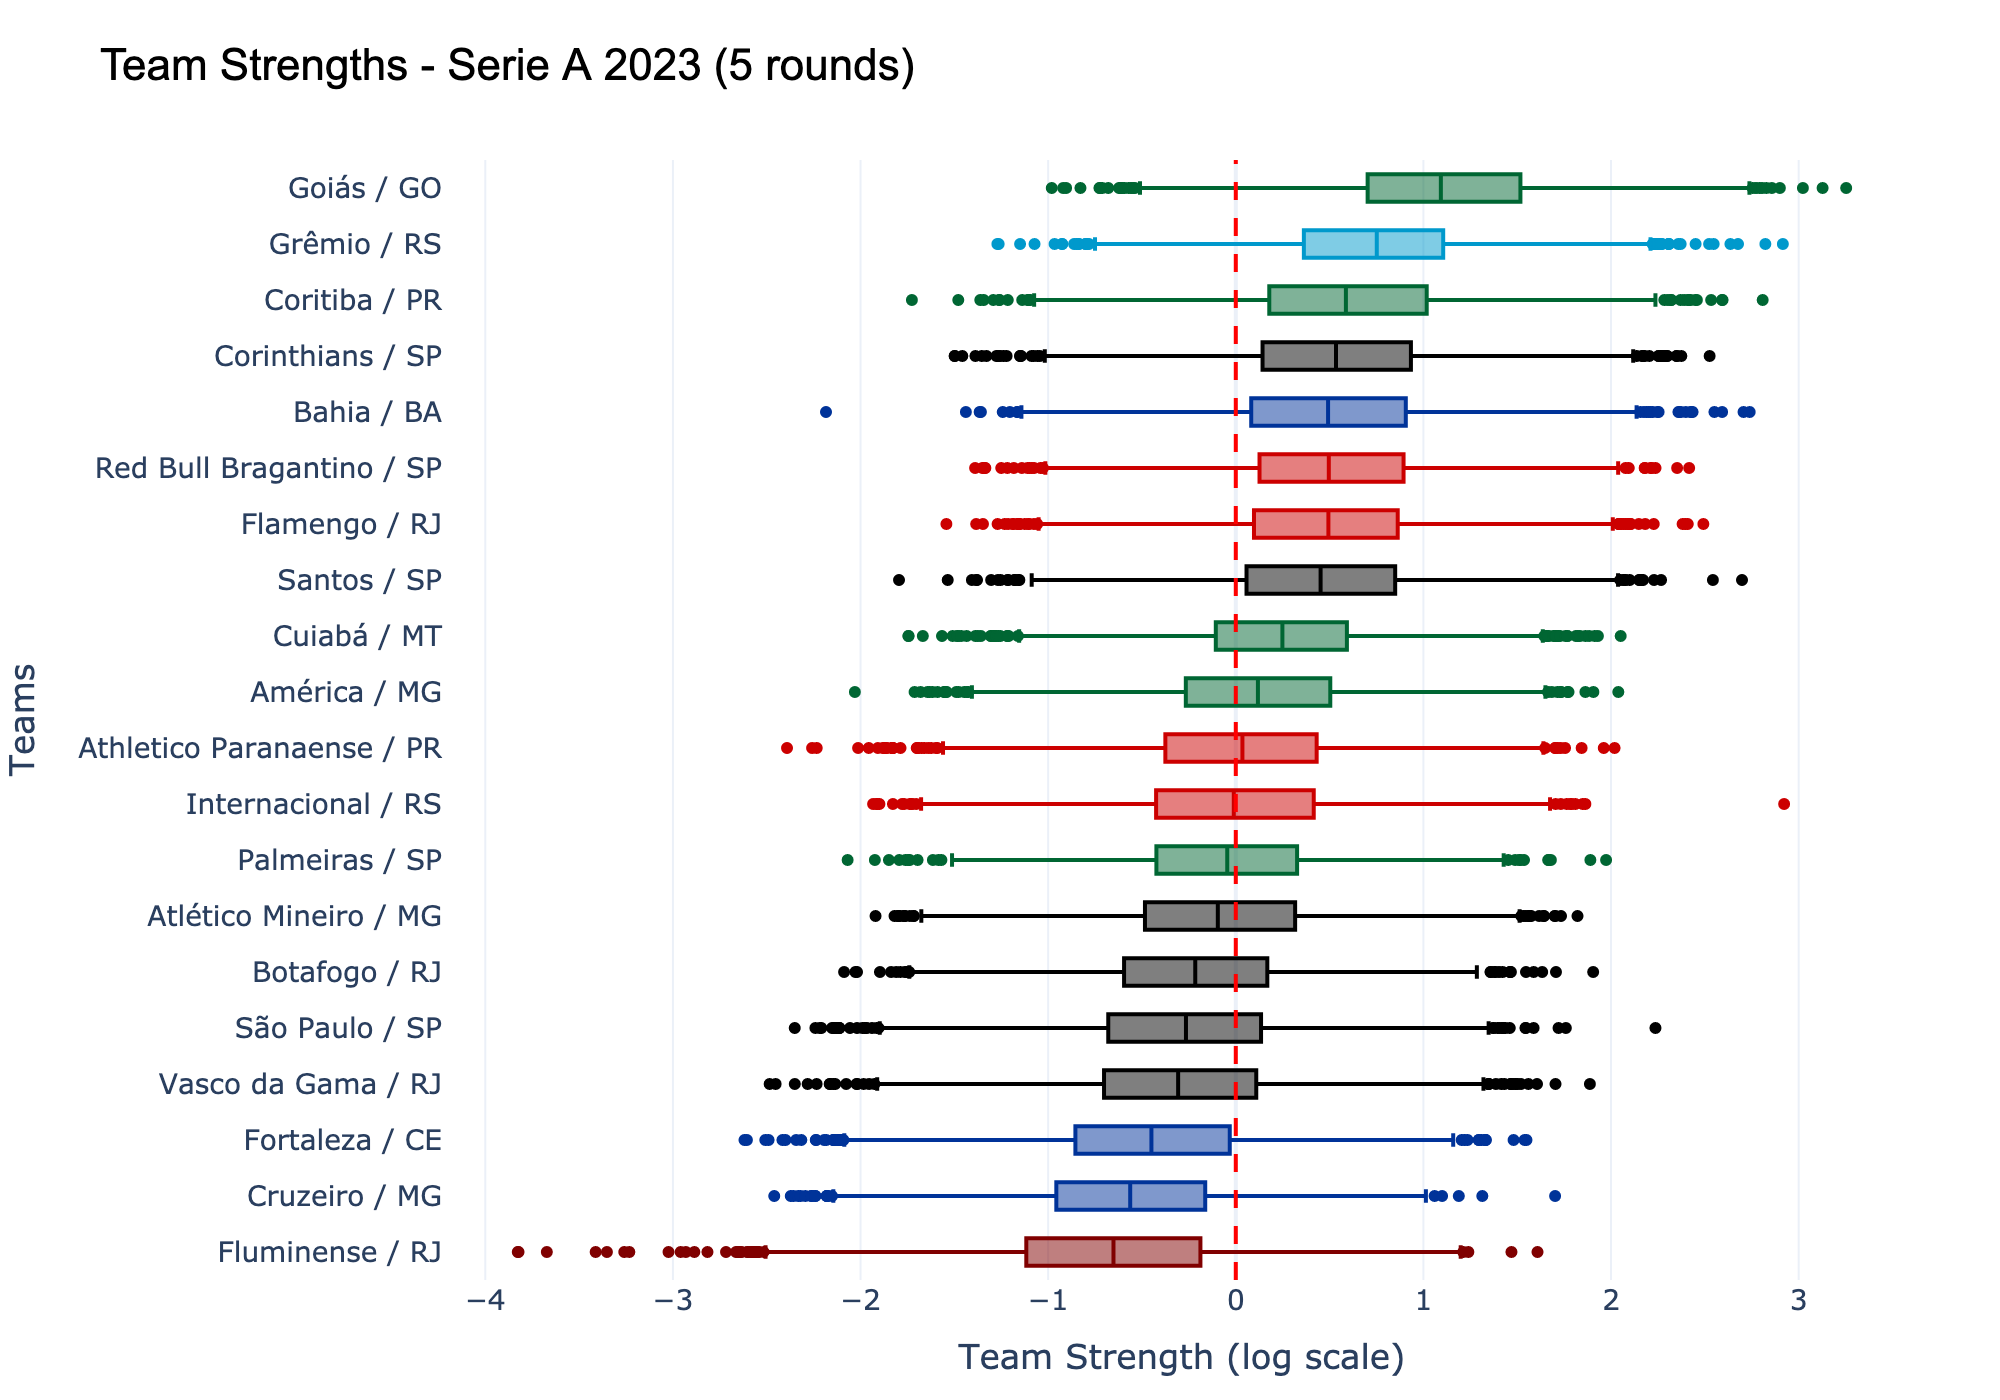 Team Strengths - Serie A 2023 (5 rounds)
Goiás / GO
Grêmio / RS
Coritiba / PR
Corinthians / SP
Bahia / BA
Red Bull Bragantino / SP
Flamengo / RJ
Santos / SP
Cuiabá / MT
América / MG
Athletico Paranaense / PR
Internacional / RS
Palmeiras / SP
Atlético Mineiro / MG
Botafogo / RJ
São Paulo / SP
Vasco da Gama / RJ
Fortaleza / CE
Cruzeiro / MG
Fluminense / RJ
Teams
−4 −3 −2 −1 0 1 2 3
Team Strength (log scale)